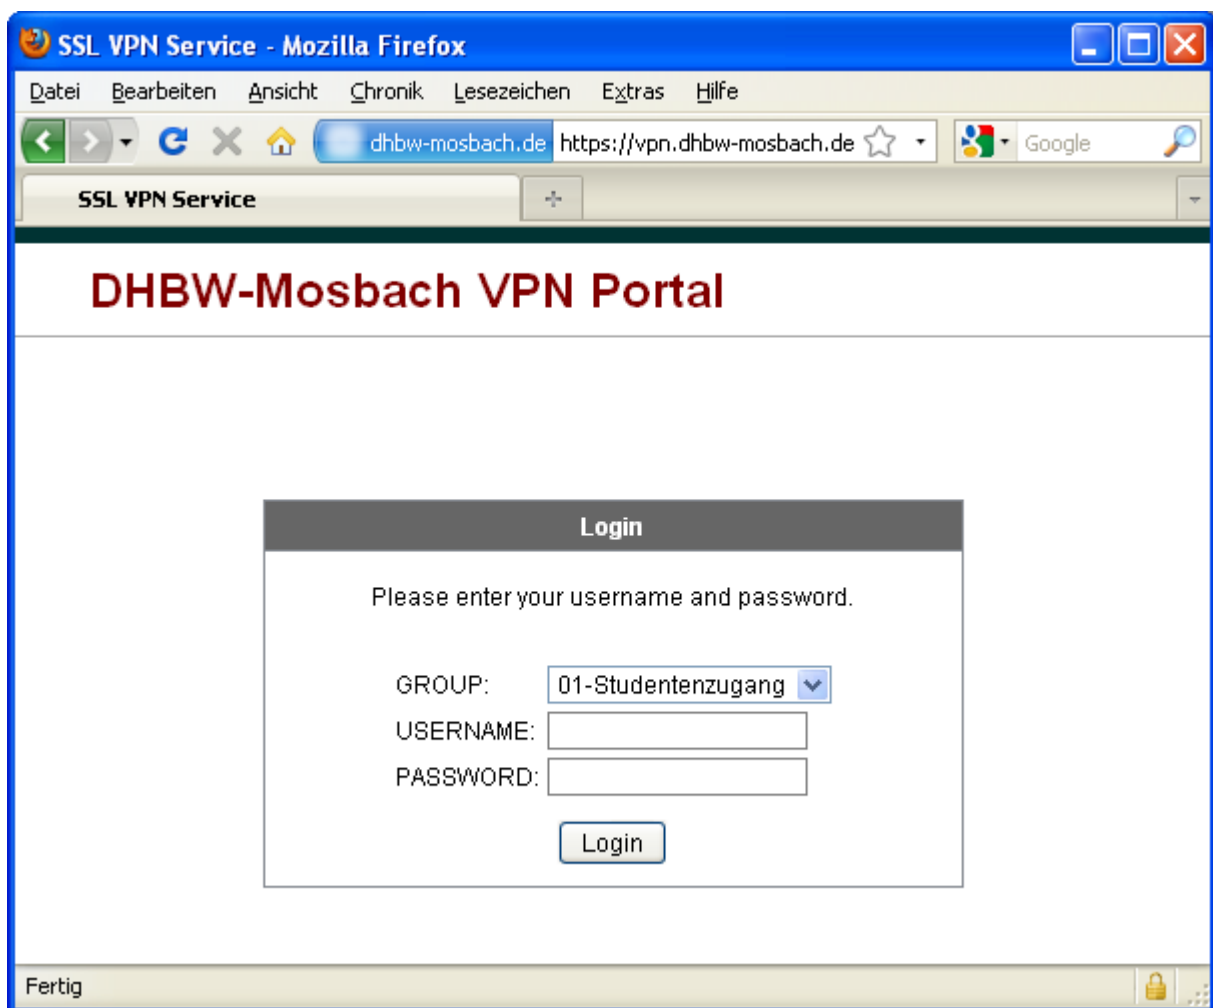 SSL VPN Service - Mozilla Firefox
Datei Bearbeiten Ansicht Chronik Lesezeichen Extras Hilfe
dhbw-mosbach.de https://vpn.dhbw-mosbach.de Google
SSL VPN Service
DHBW-Mosbach VPN Portal
Login
Please enter your username and password.
GROUP: 01-Studentenzugang
USERNAME:
PASSWORD:
Login
Fertig